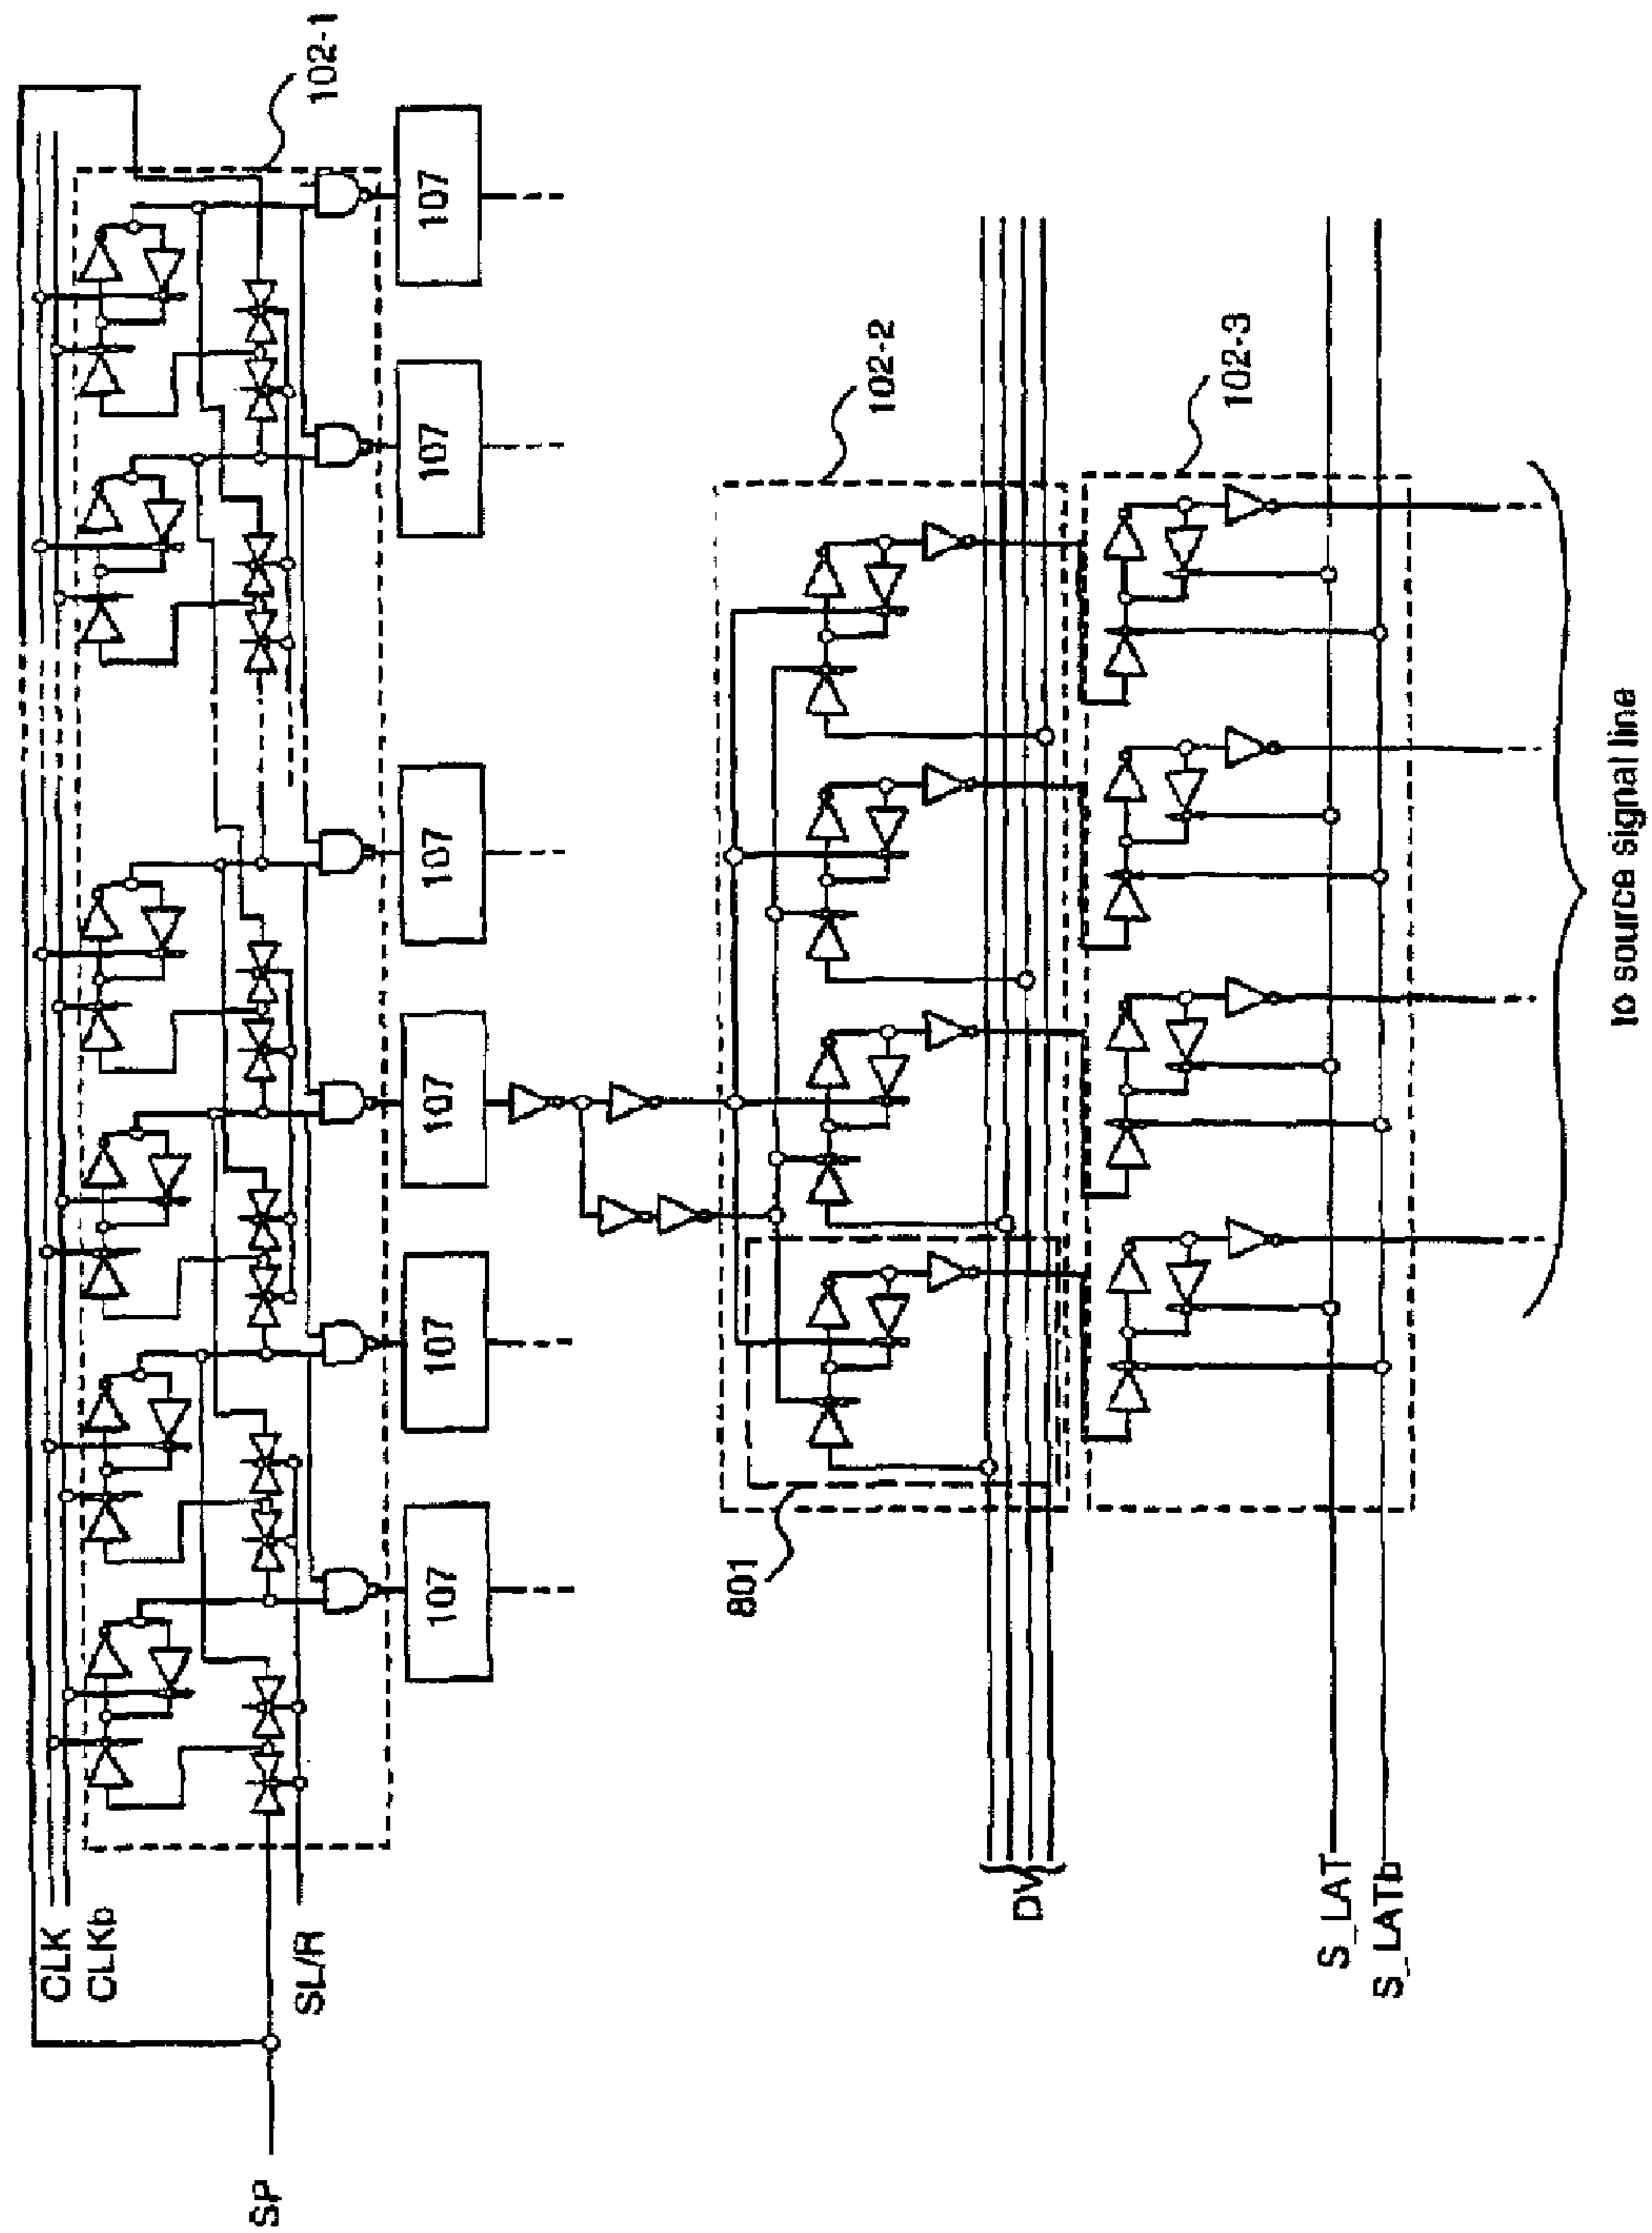 SP
CLK
CLKb
SL/R
102-1
107
107
107
107
107
107
102-2
801
DV
102-3
S_LAT
S_LATb
to source signal line